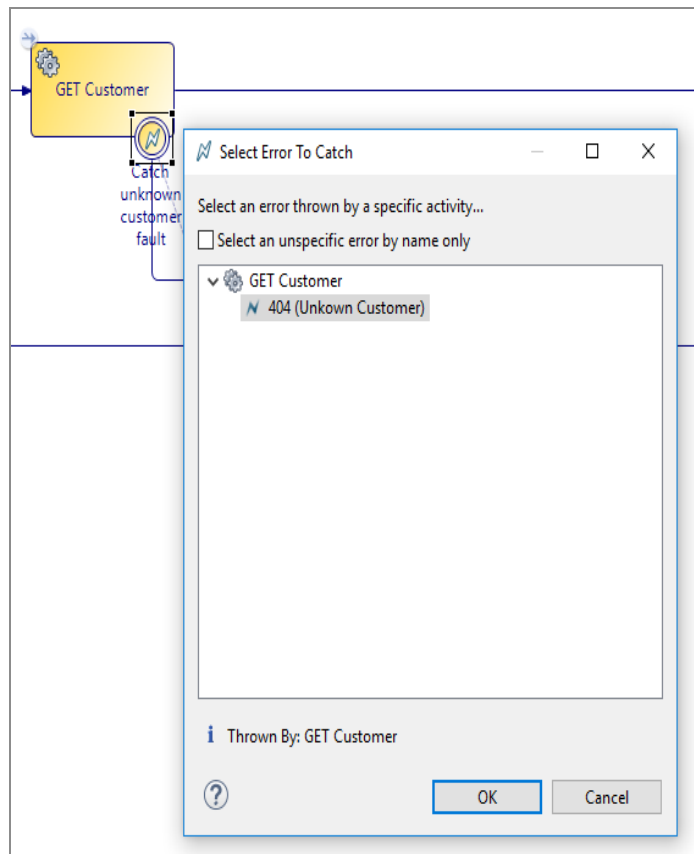 GET Customer
Catch
unknown
customer
fault
Select Error To Catch
Select an error thrown by a specific activity...
Select an unspecific error by name only
GET Customer
404 (Unkown Customer)
i Thrown By: GET Customer
?
OK
Cancel